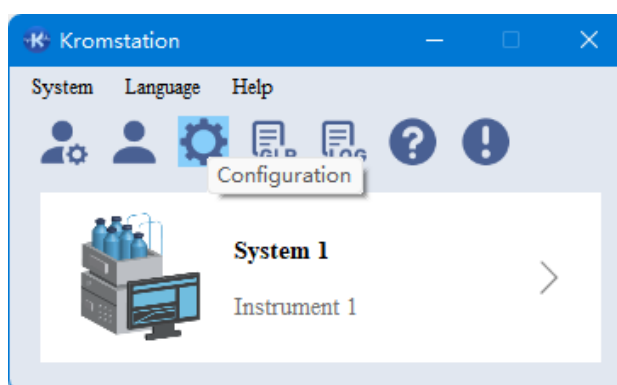 Kromstation
System Language Help
GLP LOG
Configuration
System 1
Instrument 1